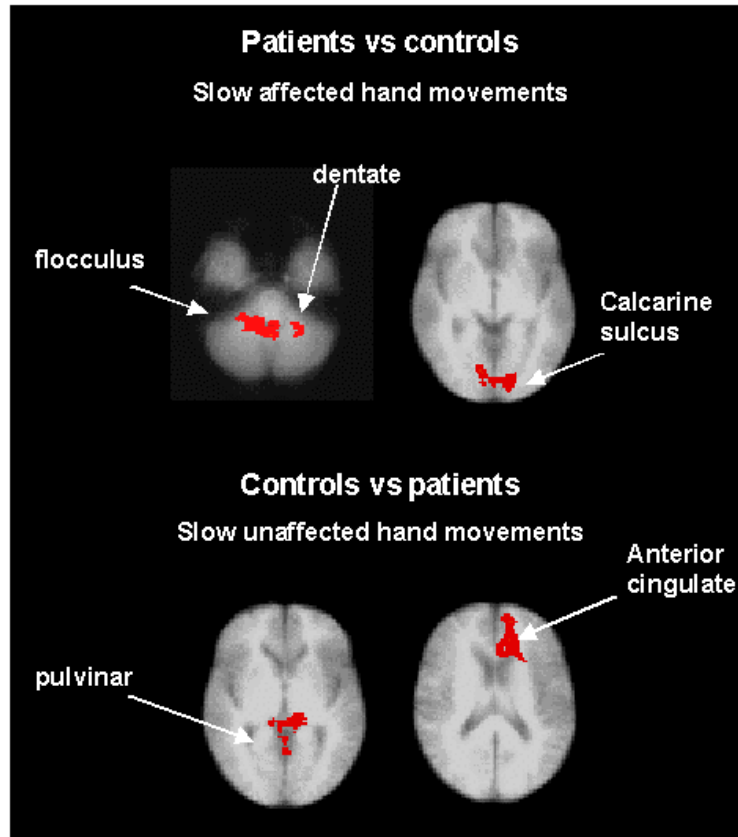 Patients vs controls
Slow affected hand movements
dentate
flocculus
Calcarine
sulcus
Controls vs patients
Slow unaffected hand movements
Anterior
cingulate
pulvinar